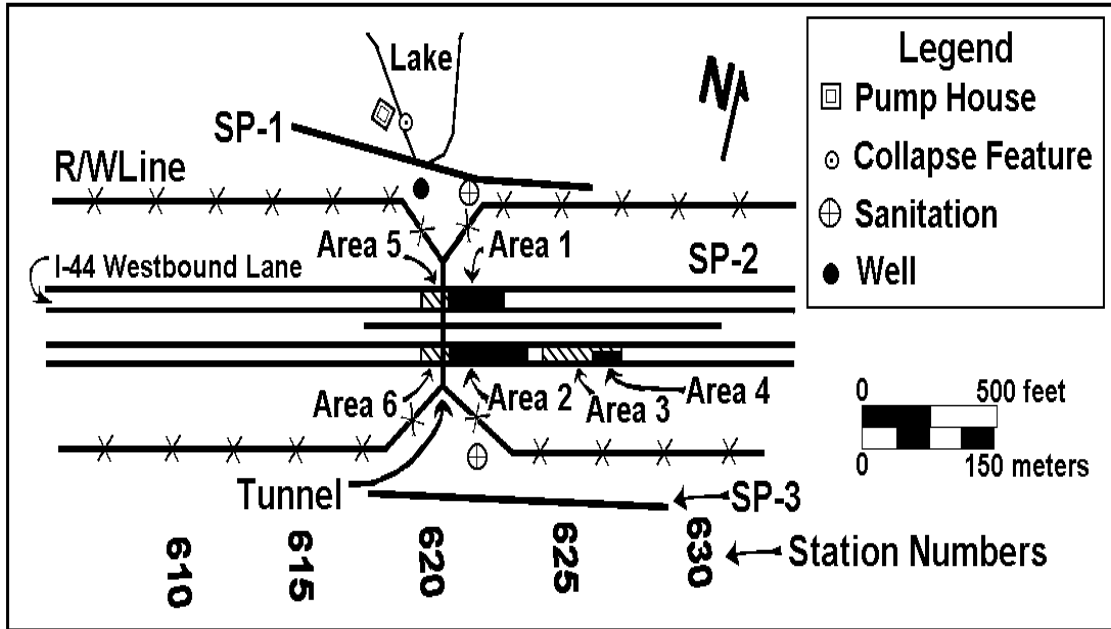 Lake
N
Legend
Pump House
Collapse Feature
Sanitation
Well
SP-1
R/WLine
Area 5
Area 1
SP-2
I-44 Westbound Lane
Area 6
Area 2
Area 3
Area 4
0 500 feet
0 150 meters
Tunnel
SP-3
610 615 620 625 630
Station Numbers